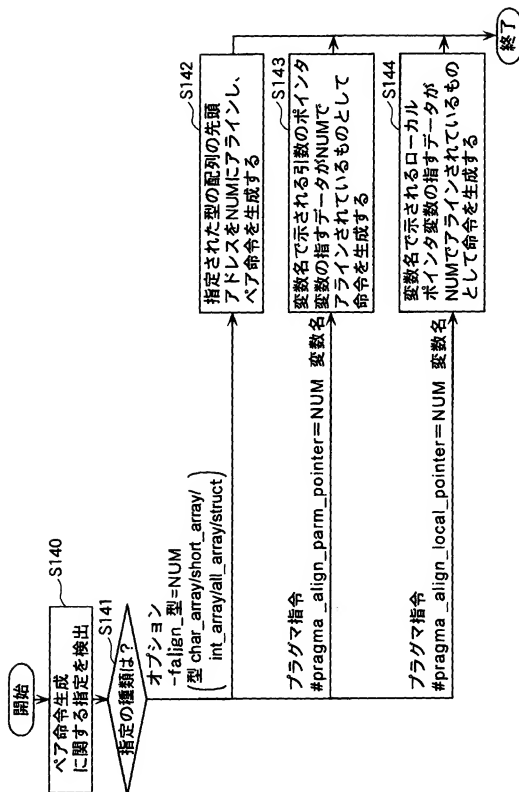 開始
S140
ペア命令生成
に関する指定を検出
S141
指定の種類は？
オプション
-falign_型=NUM
型 char_array/short_array/
int_array/all_array/struct
S142
指定された型の配列の先頭
アドレスをNUMにアラインし、
ペア命令を生成する
プラグマ指令
#pragma _align_parm_pointer=NUM 変数名
S143
変数名で示される引数のポインタ
変数の指すデータがNUMで
アラインされているものとして
命令を生成する
プラグマ指令
#pragma _align_local_pointer=NUM 変数名
S144
変数名で示されるローカル
ポインタ変数の指すデータが
NUMでアラインされているもの
として命令を生成する
終了